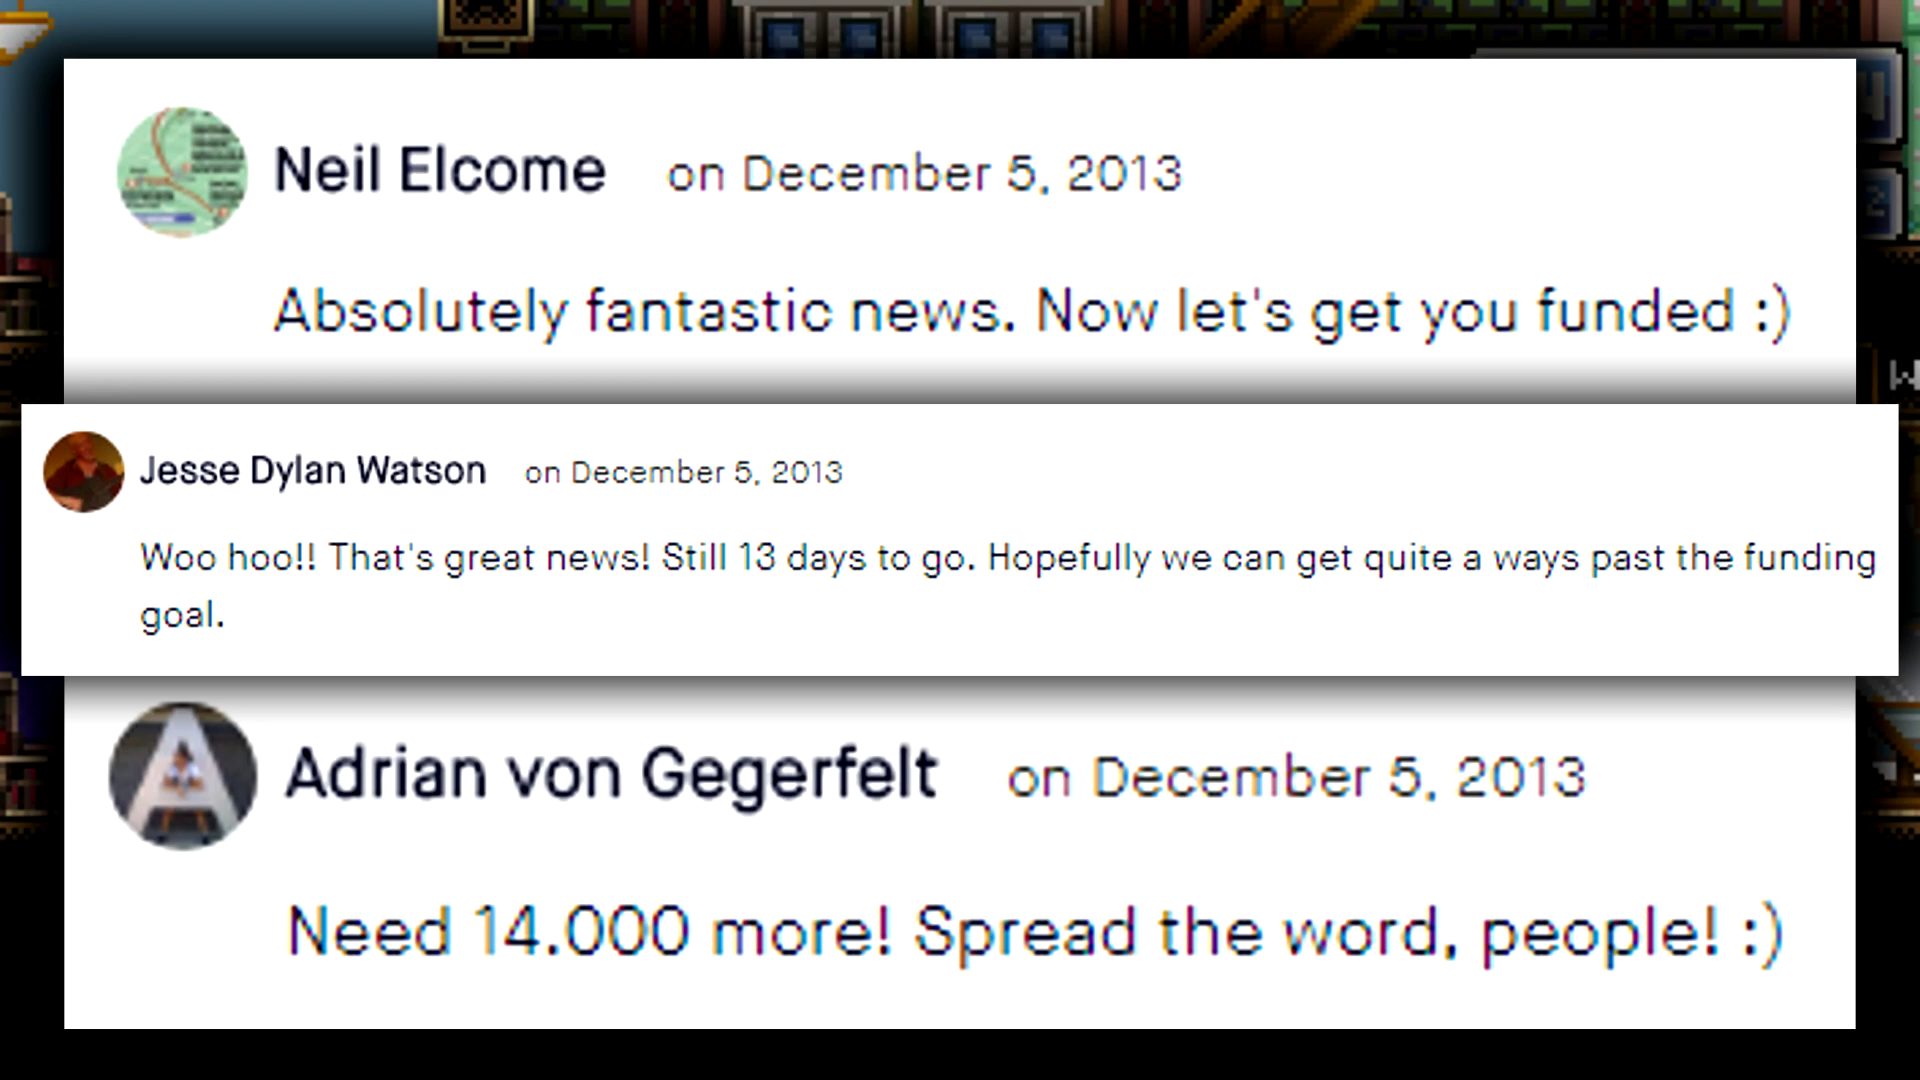 Neil Elcome on December 5, 2013
Absolutely fantastic news. Now let's get you funded :)
Jesse Dylan Watson on December 5, 2013
Woo hoo!! That's great news! Still 13 days to go. Hopefully we can get quite a ways past the funding
goal.
Adrian von Gegerfelt on December 5, 2013
Need 14.000 more! Spread the word, people! :)